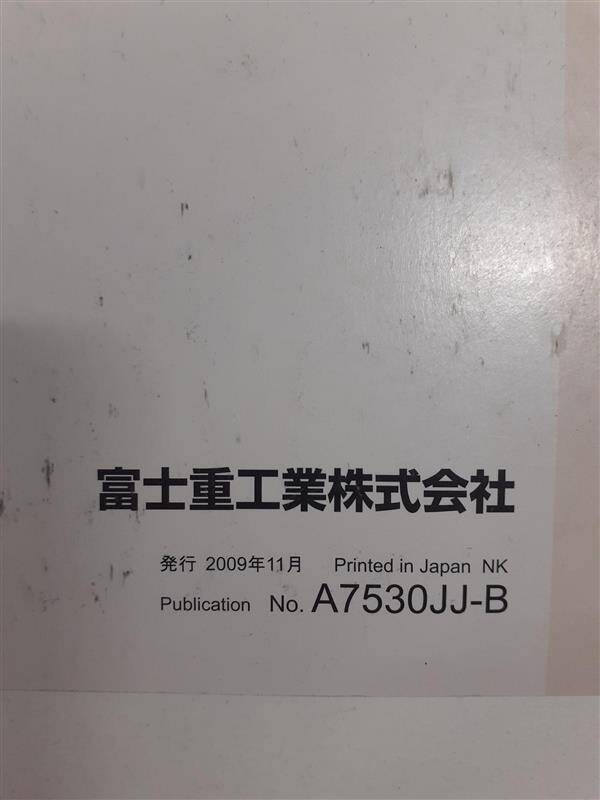 富士重工業株式会社
発行 2009年11月 Printed in Japan NK
Publication No. A7530JJ-B